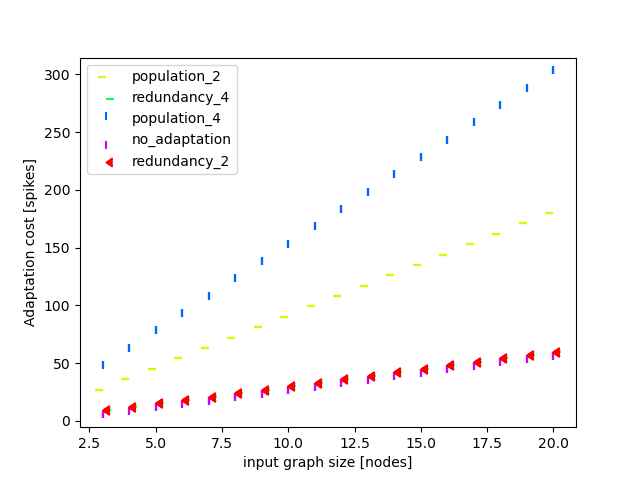 300
250
200
150
100
50
0
Adaptation cost [spikes]
population_2
redundancy_4
population_4
no_adaptation
redundancy_2
2.5 5.0 7.5 10.0 12.5 15.0 17.5 20.0
input graph size [nodes]